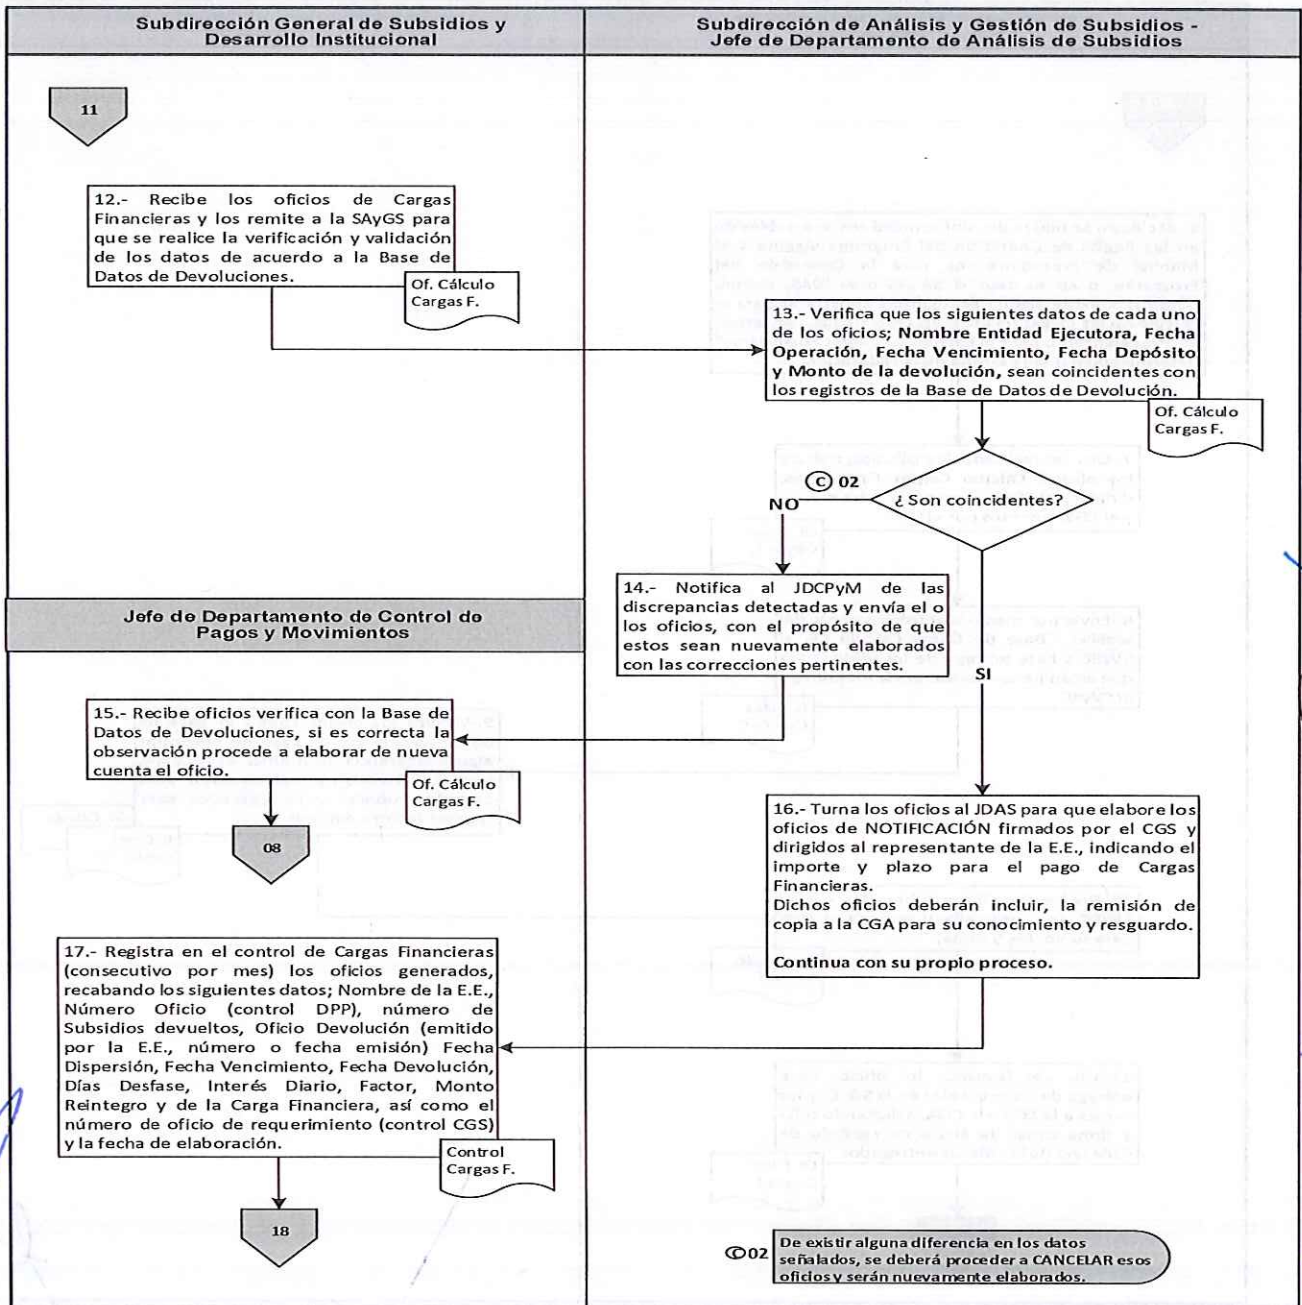 Subdirección General de Subsidios y
Desarrollo Institucional
Subdirección de Análisis y Gestión de Subsidios -
Jefe de Departamento de Análisis de Subsidios
11
12.- Recibe los oficios de Cargas
Financieras y los remite a la SAyGS para
que se realice la verificación y validación
de los datos de acuerdo a la Base de
Datos de Devoluciones.
Of. Cálculo
Cargas F.
13.- Verifica que los siguientes datos de cada uno
de los oficios; Nombre Entidad Ejecutora, Fecha
Operación, Fecha Vencimiento, Fecha Depósito
y Monto de la devolución, sean coincidentes con
los registros de la Base de Datos de Devolución.
Of. Cálculo
Cargas F.
C 02
¿ Son coincidentes?
NO
14.- Notifica al JDCPyM de las
discrepancias detectadas y envía el o
los oficios, con el propósito de que
estos sean nuevamente elaborados
con las correcciones pertinentes.
SI
Jefe de Departamento de Control de
Pagos y Movimientos
15.- Recibe oficios verifica con la Base de
Datos de Devoluciones, si es correcta la
observación procede a elaborar de nueva
cuenta el oficio.
Of. Cálculo
Cargas F.
08
16.- Turna los oficios al JDAS para que elabore los
oficios de NOTIFICACIÓN firmados por el CGS y
dirigidos al representante de la E.E., indicando el
importe y plazo para el pago de Cargas
Financieras.
Dichos oficios deberán incluir, la remisión de
copia a la CGA para su conocimiento y resguardo.
Continua con su propio proceso.
17.- Registra en el control de Cargas Financieras
(consecutivo por mes) los oficios generados,
recabando los siguientes datos; Nombre de la E.E.,
Número Oficio (control DPP), número de
Subsidios devueltos, Oficio Devolución (emitido
por la E.E., número o fecha emisión) Fecha
Dispersión, Fecha Vencimiento, Fecha Devolución,
Días Desfase, Interés Diario, Factor, Monto
Reintegro y de la Carga Financiera, así como el
número de oficio de requerimiento (control CGS)
y la fecha de elaboración.
Control
Cargas F.
18
©02
De existir alguna diferencia en los datos
señalados, se deberá proceder a CANCELAR esos
oficios y serán nuevamente elaborados.